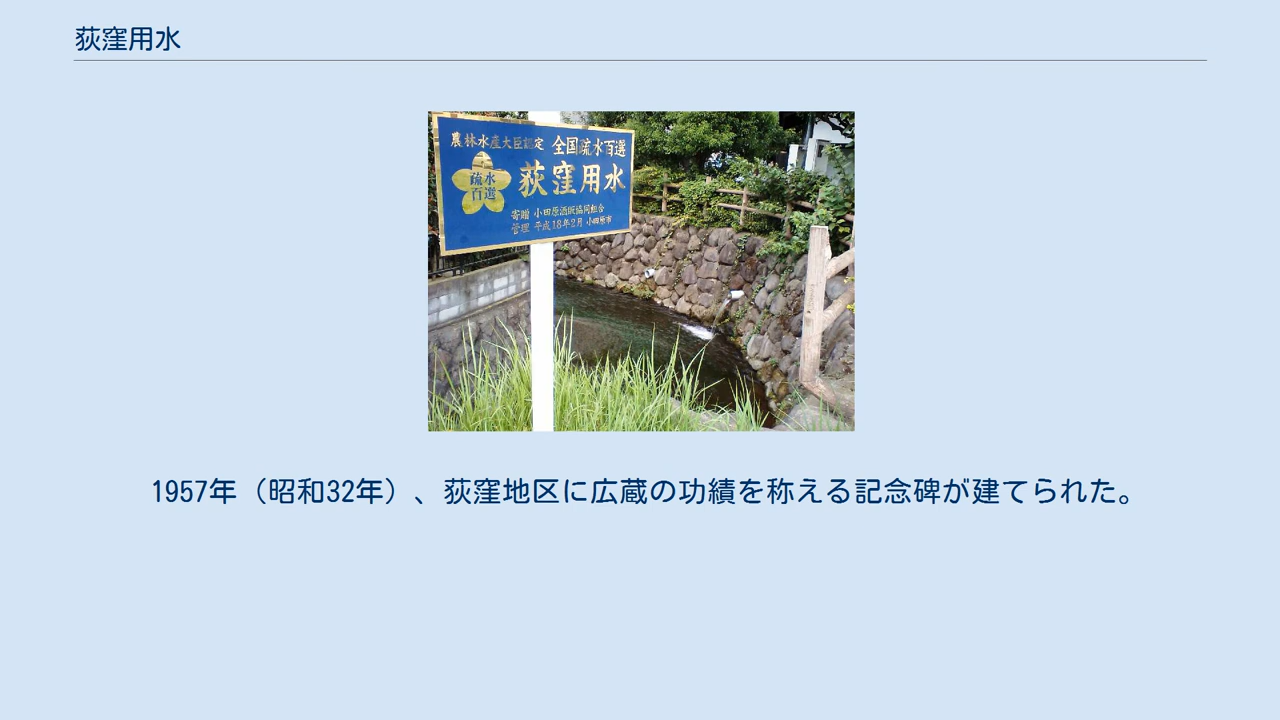 荻窪用水
農林水産大臣認定 全国疏水百選
疏水
百選
荻窪用水
寄贈 小田原酒販協同組合
管理 平成18年2月 小田原市
1957年（昭和32年）、荻窪地区に広蔵の功績を称える記念碑が建てられた。